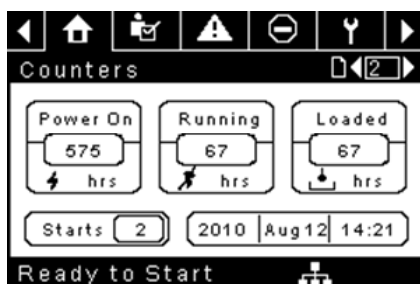 Counters 2
Power On Running Loaded
575 67 67
hrs hrs hrs
Starts 2 2010 Aug12 14:21
Ready to Start